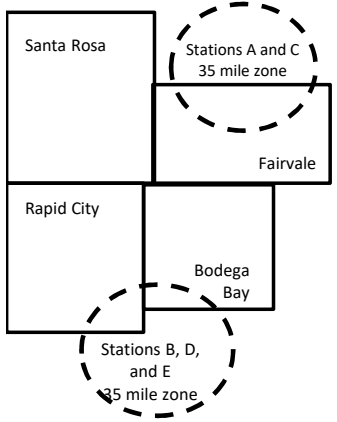 Santa Rosa
Stations A and C
35 mile zone
Fairvale
Rapid City
Bodega
Bay
Stations B, D,
and E
35 mile zone